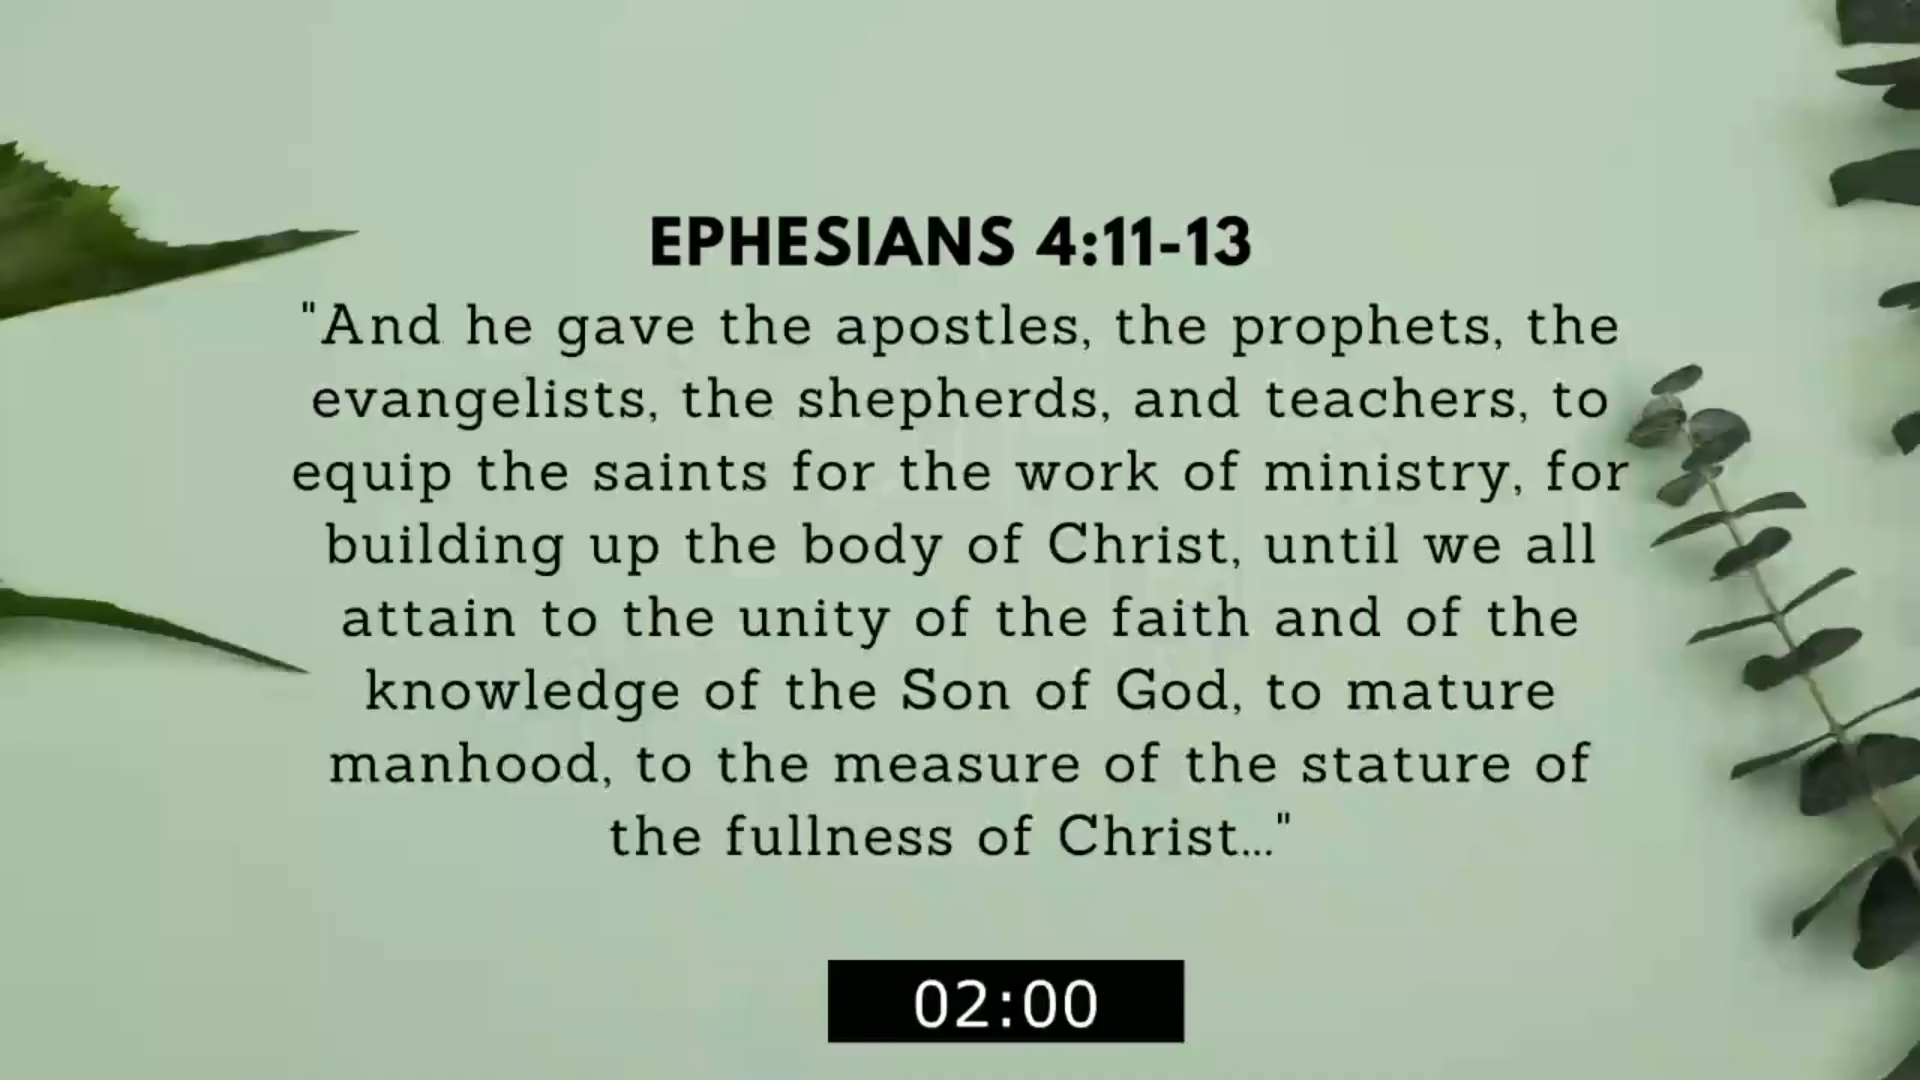 EPHESIANS 4:11-13
"And he gave the apostles, the prophets, the
evangelists, the shepherds, and teachers, to
equip the saints for the work of ministry, for
building up the body of Christ, until we all
attain to the unity of the faith and of the
knowledge of the Son of God, to mature
manhood, to the measure of the stature of
the fullness of Christ..."
02:00